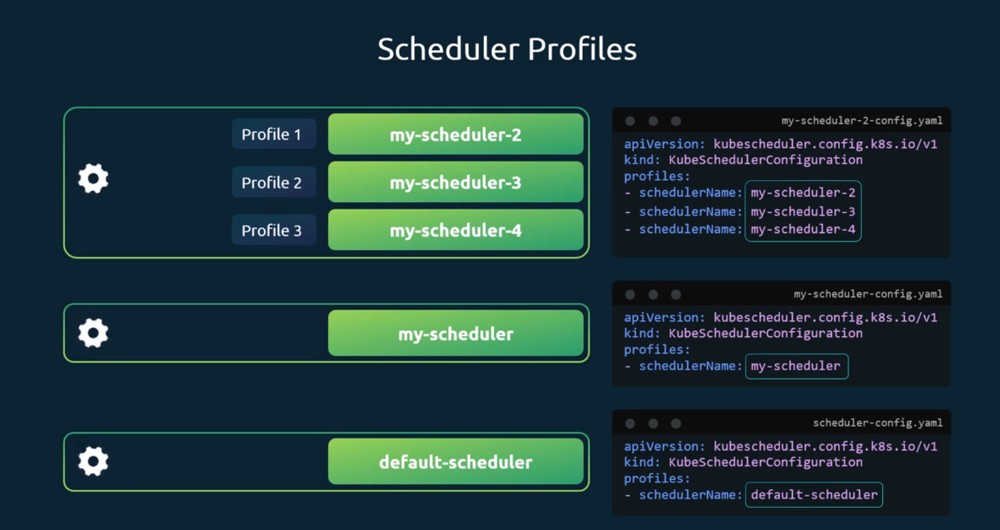 Scheduler Profiles
Profile 1
my-scheduler-2
Profile 2
my-scheduler-3
Profile 3
my-scheduler-4
my-scheduler-2-config.yaml
apiVersion: kubescheduler.config.k8s.io/v1
kind: KubeSchedulerConfiguration
profiles:
- schedulerName: my-scheduler-2
- schedulerName: my-scheduler-3
- schedulerName: my-scheduler-4
my-scheduler
my-scheduler-config.yaml
apiVersion: kubescheduler.config.k8s.io/v1
kind: KubeSchedulerConfiguration
profiles:
- schedulerName: my-scheduler
default-scheduler
scheduler-config.yaml
apiVersion: kubescheduler.config.k8s.io/v1
kind: KubeSchedulerConfiguration
profiles:
- schedulerName: default-scheduler